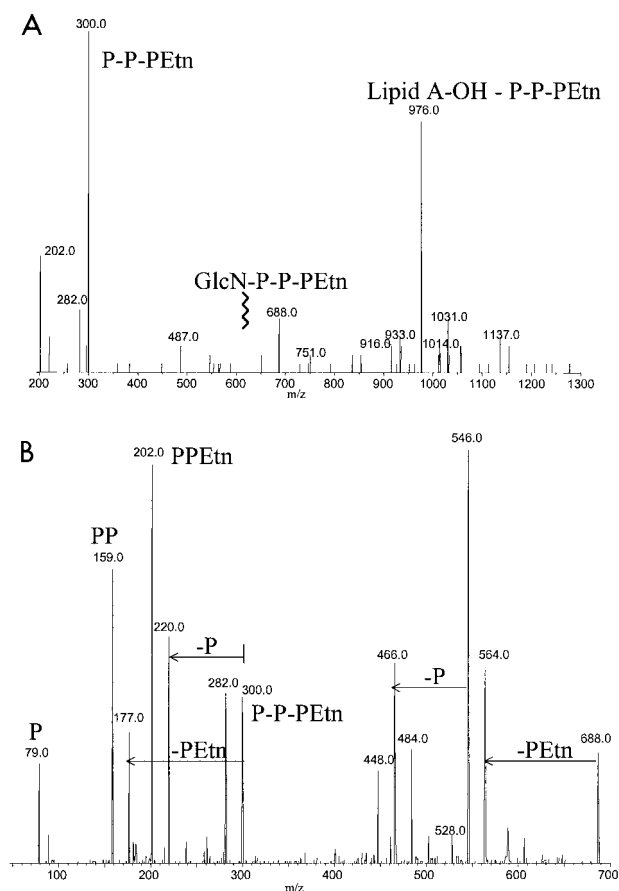 A
300.0
P-P-PEtn
Lipid A-OH - P-P-PEtn
976.0
202.0
282.0
GlcN-P-P-PEtn
688.0
487.0
751.0
916.0
933.0
1014.0
1031.0
1137.0
200 300 400 500 600 700 800 900 1000 1100 1200 1300
m/z
B
202.0
PPEtn
546.0
PP
159.0
220.0
-P
466.0
-P
564.0
282.0
300.0
P-P-PEtn
P
79.0
177.0
-PEtn
448.0
484.0
528.0
-PEtn
688.0
100 200 300 400 500 600 700
m/z